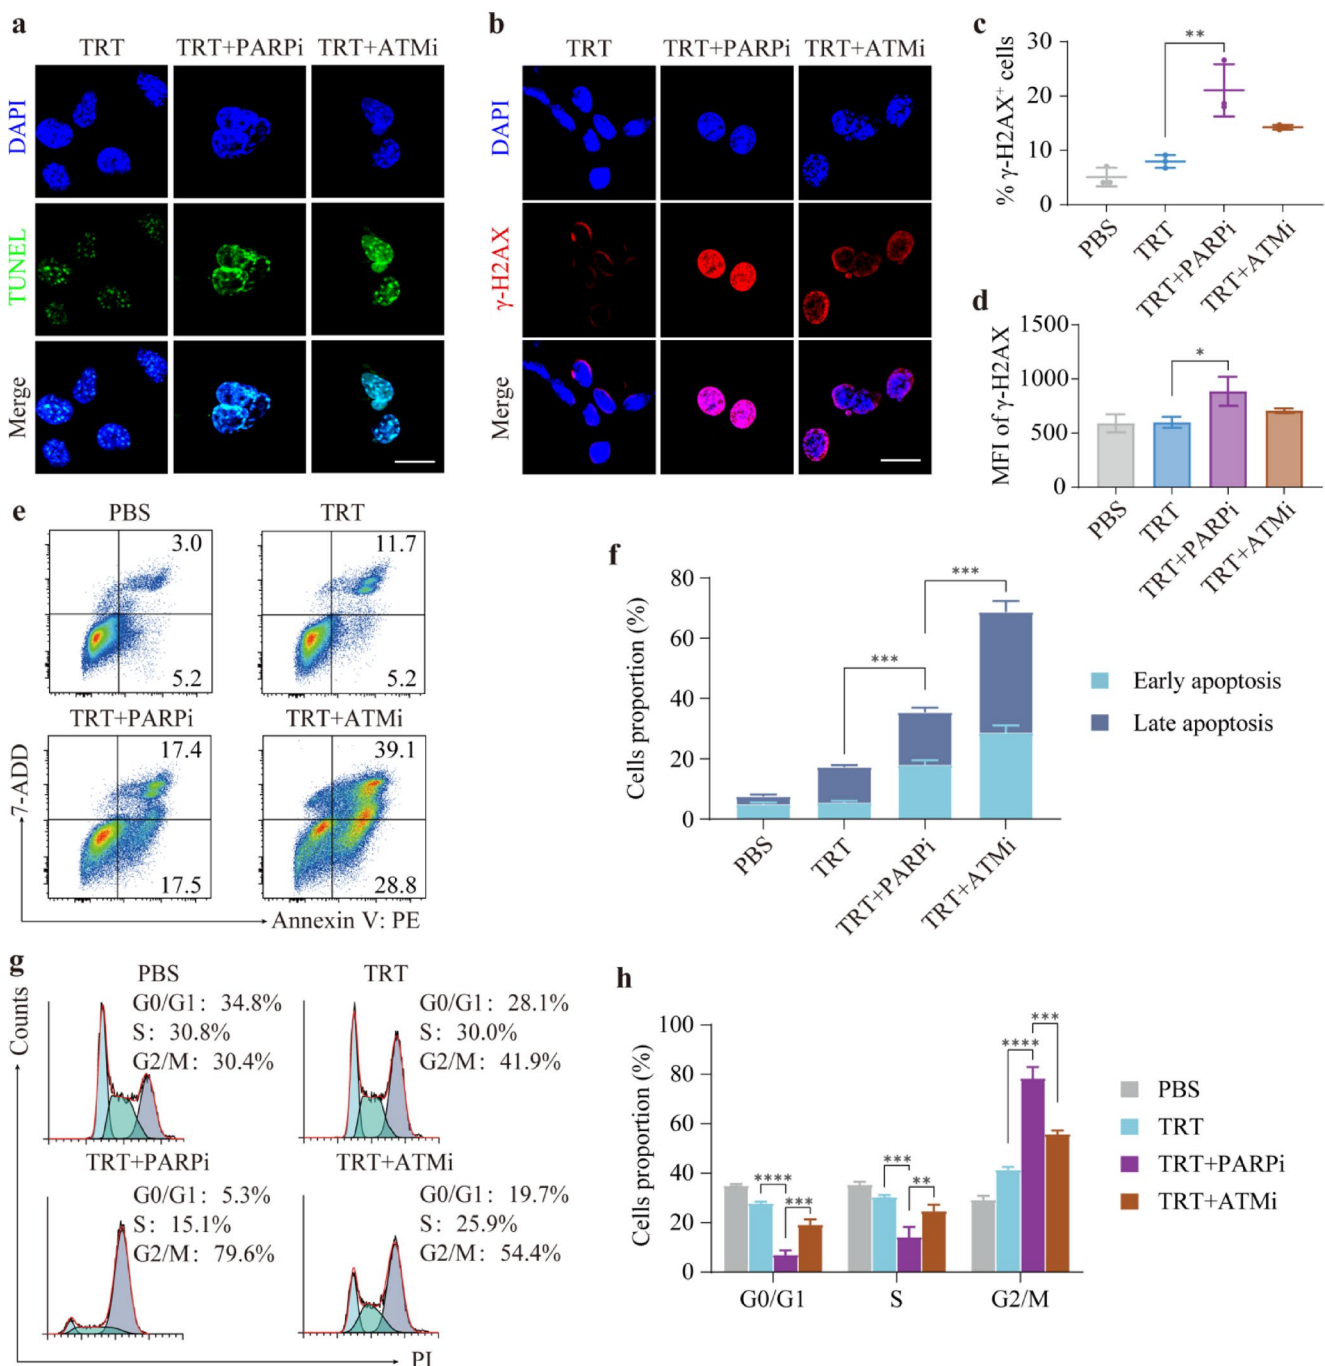 a
TRT TRT+PARPi TRT+ATMi
DAPI
TUNEL
Merge
b
TRT TRT+PARPi TRT+ATMi
DAPI
γ-H2AX
Merge
c
% γ-H2AX⁺ cells
30
20
10
0
**
PBS TRT TRT+PARPi TRT+ATMi
d
MFI of γ-H2AX
1500
1000
500
0
*
PBS TRT TRT+PARPi TRT+ATMi
e
PBS
3.0
5.2
TRT
11.7
5.2
TRT+PARPi
17.4
17.5
TRT+ATMi
39.1
28.8
7-ADD
Annexin V: PE
f
Cells proportion (%)
80
60
40
20
0
***
***
PBS TRT TRT+PARPi TRT+ATMi
Early apoptosis
Late apoptosis
g
Counts
PBS
G0/G1: 34.8%
S: 30.8%
G2/M: 30.4%
TRT
G0/G1: 28.1%
S: 30.0%
G2/M: 41.9%
TRT+PARPi
G0/G1: 5.3%
S: 15.1%
G2/M: 79.6%
TRT+ATMi
G0/G1: 19.7%
S: 25.9%
G2/M: 54.4%
PI
h
Cells proportion (%)
100
80
60
40
20
0
**** ***
*** **
**** ***
G0/G1 S G2/M
PBS
TRT
TRT+PARPi
TRT+ATMi